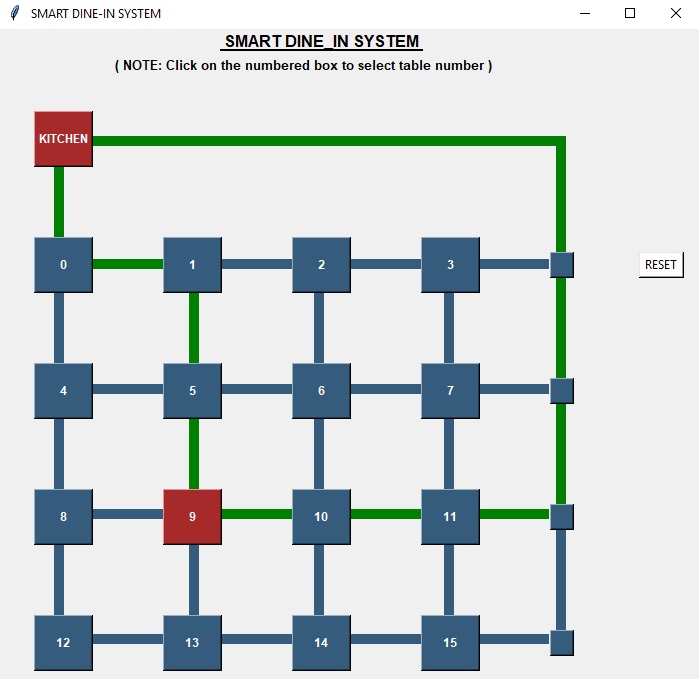 SMART DINE-IN SYSTEM
SMART DINE_IN SYSTEM
( NOTE: Click on the numbered box to select table number )
KITCHEN
0 1 2 3
RESET
4 5 6 7
8 9 10 11
12 13 14 15